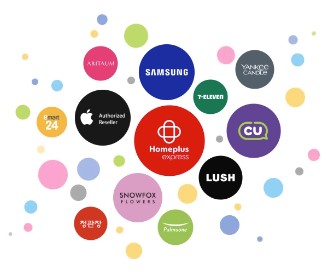 ARITAUM
SAMSUNG
YANKEE
CANDLE
7-ELEVEN
emart
24
Authorized
Reseller
Homeplus
express
CU
LUSH
SNOWFOX
FLOWERS
정관장
Palmcone